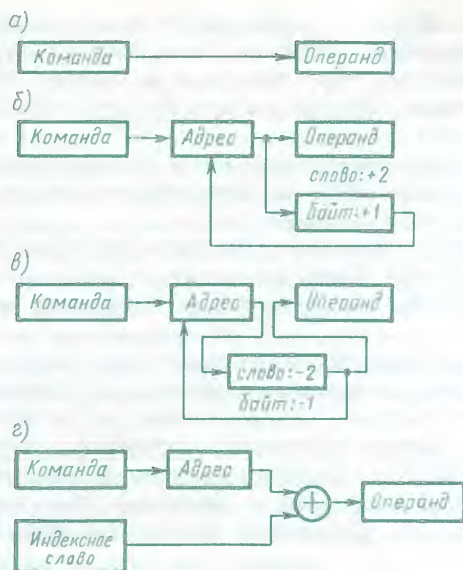 а)
Команда Операнд
б)
Команда Адрес Операнд
слово:+2
байт:+1
в)
Команда Адрес Операнд
слово:-2
байт:-1
г)
Команда Адрес
+ Операнд
Индексное
слово